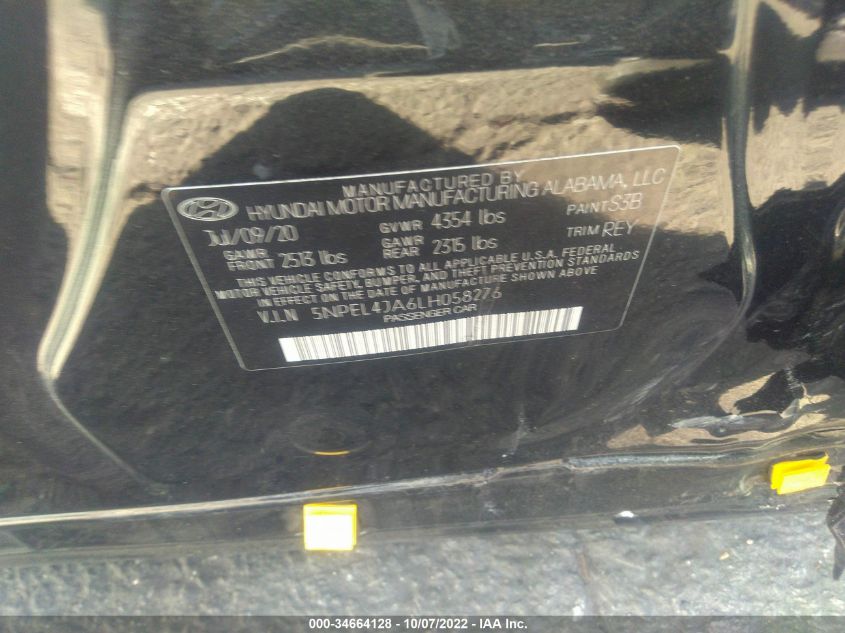 MANUFACTURED BY
HYUNDAI MOTOR MANUFACTURING ALABAMA, LLC
Jul/09/20 GVWR 4354 lbs PAINT S3B
GAWR FRONT 2513 lbs GAWR REAR 2315 lbs TRIM REY
THIS VEHICLE CONFORMS TO ALL APPLICABLE U.S.A. FEDERAL
MOTOR VEHICLE SAFETY, BUMPER, AND THEFT PREVENTION STANDARDS
IN EFFECT ON THE DATE OF MANUFACTURE SHOWN ABOVE.
V.I.N 5NPEL4JA6LH058276
PASSENGER CAR
000-34664128 - 10/07/2022 - IAA Inc.